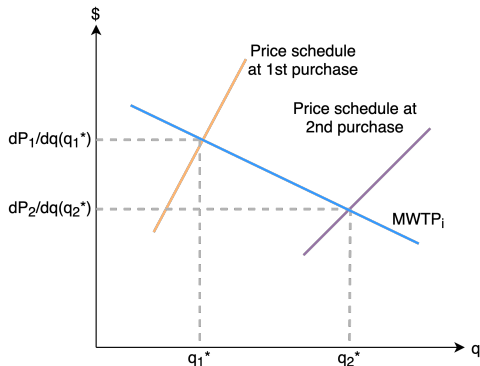 $
Price schedule
at 1st purchase
Price schedule at
2nd purchase
dP₁/dq(q₁*)
dP₂/dq(q₂*)
MWTPᵢ
q₁*
q₂*
q